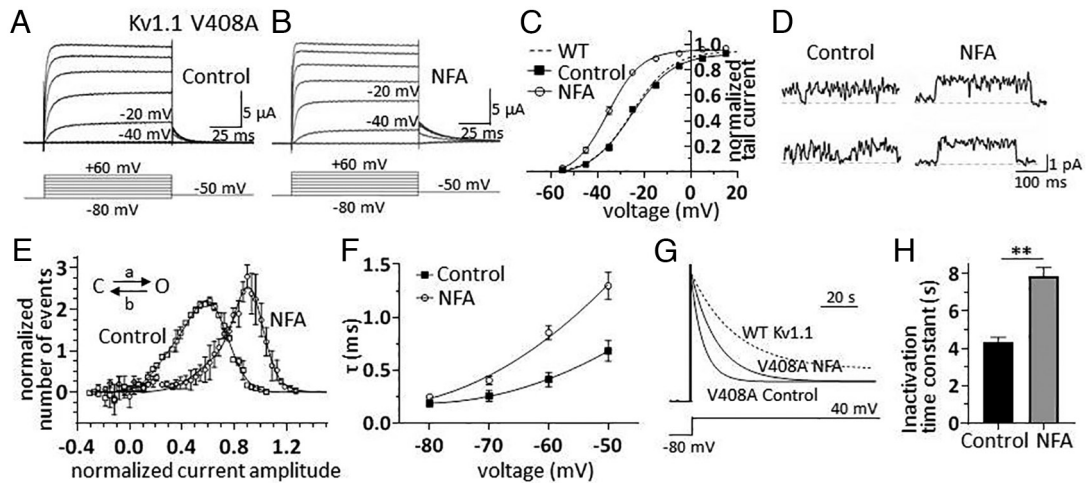 A
Kv1.1 V408A
B
Control
-20 mV
-40 mV
5 µA
25 ms
+60 mV
-50 mV
-80 mV
NFA
-20 mV
-40 mV
5 µA
25 ms
+60 mV
-50 mV
-80 mV
C
WT
Control
NFA
1.0
0.8
0.6
0.4
0.2
normalized
tail current
-60
-40
-20
0
20
voltage (mV)
D
Control
NFA
1 pA
100 ms
E
normalized
number of events
3
2
1
0
C
a
b
O
Control
NFA
-0.4
0.0
0.4
0.8
1.2
normalized current amplitude
F
τ (ms)
1.5
1.0
0.5
0.0
Control
NFA
-80
-70
-60
-50
voltage (mV)
G
20 s
WT Kv1.1
V408A NFA
V408A Control
40 mV
-80 mV
H
Inactivation
time constant (s)
8
6
4
2
0
**
Control
NFA